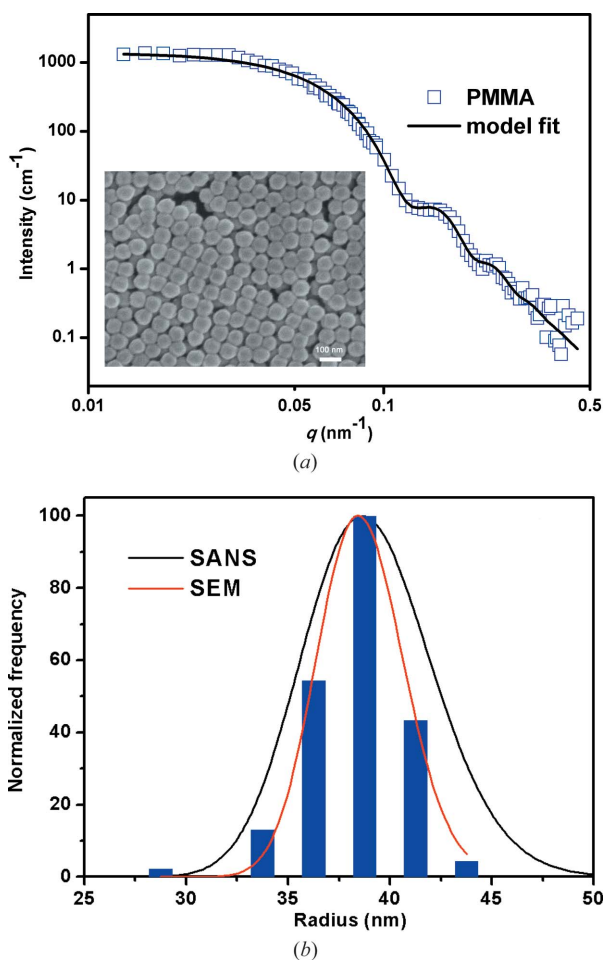 1000
100
10
1
0.1
Intensity (cm⁻¹)
PMMA
model fit
100 nm
0.01
0.05
0.1
0.5
q (nm⁻¹)
(a)
100
80
60
40
20
0
Normalized frequency
SANS
SEM
25
30
35
40
45
50
Radius (nm)
(b)